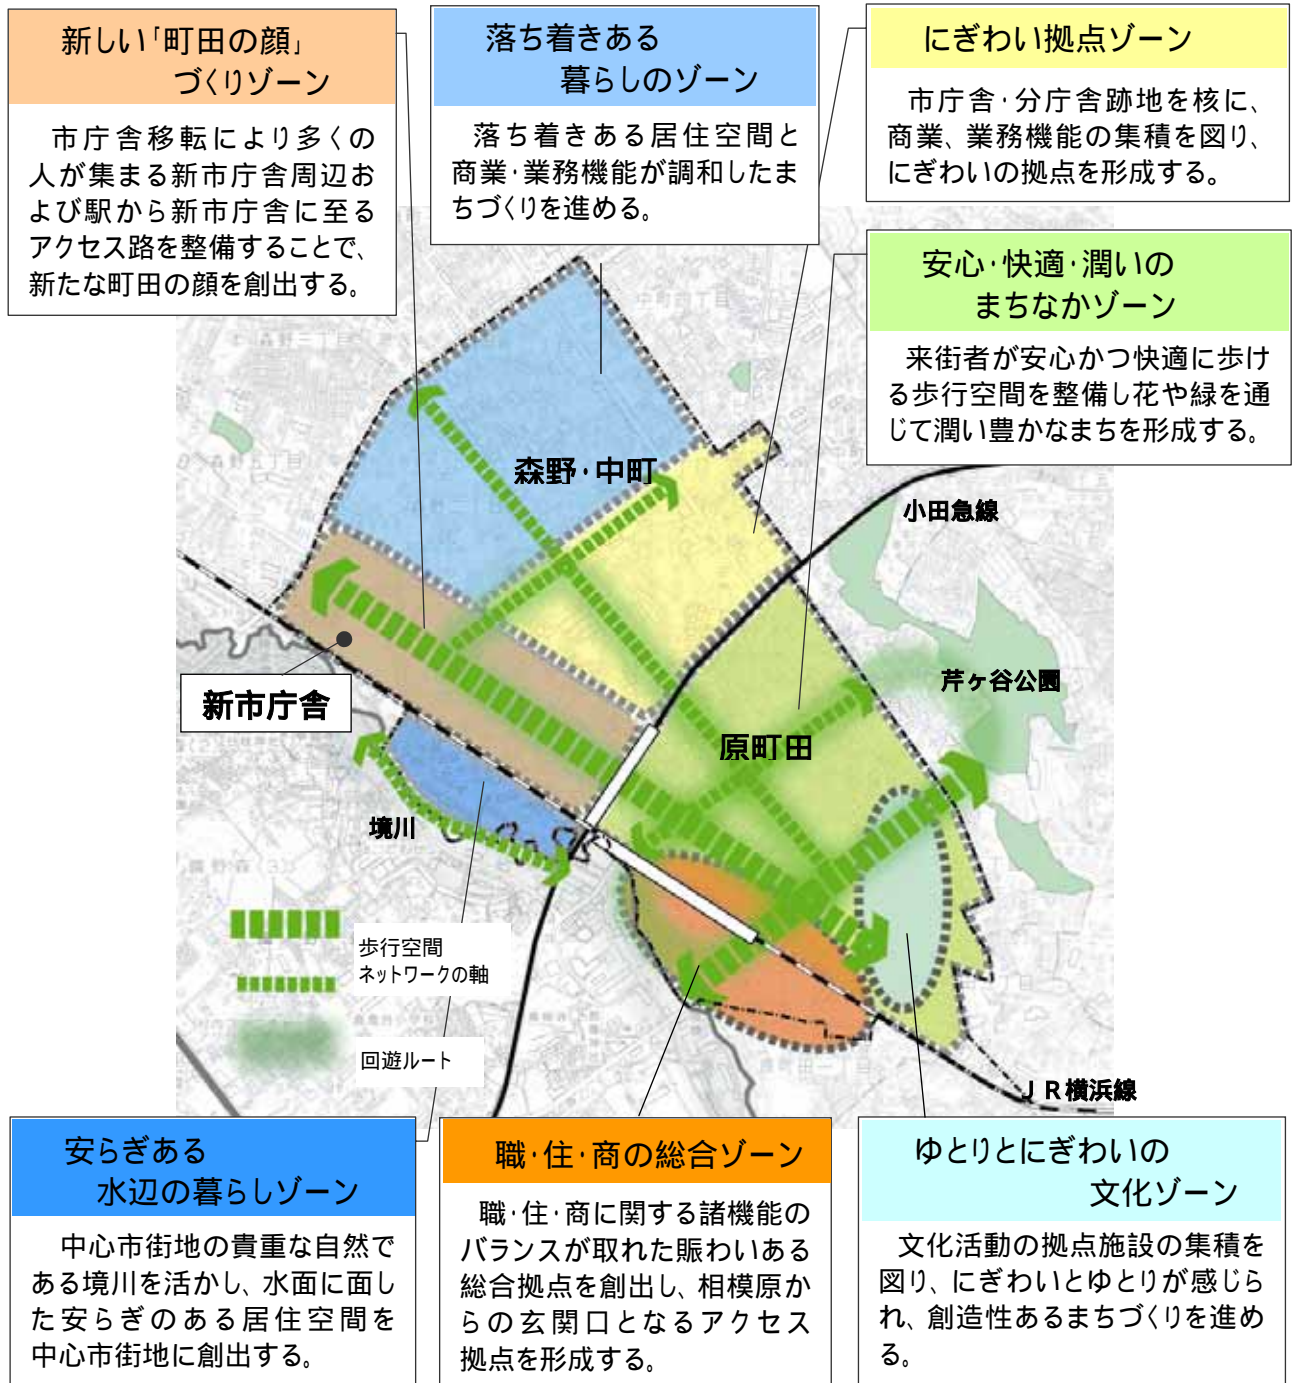 新しい「町田の顔」
づくりゾーン
市庁舎移転により多くの
人が集まる新市庁舎周辺お
よび駅から新市庁舎に至る
アクセス路を整備することで、
新たな町田の顔を創出する。
落ち着きある
暮らしのゾーン
落ち着きある居住空間と
商業・業務機能が調和したま
ちづくりを進める。
にぎわい拠点ゾーン
市庁舎・分庁舎跡地を核に、
商業、業務機能の集積を図り、
にぎわいの拠点を形成する。
安心・快適・潤いの
まちなかゾーン
来街者が安心かつ快適に歩け
る歩行空間を整備し花や緑を通
じて潤い豊かなまちを形成する。
森野・中町
小田急線
芹ヶ谷公園
新市庁舎
原町田
境川
歩行空間
ネットワークの軸
回遊ルート
JR横浜線
安らぎある
水辺の暮らしゾーン
中心市街地の貴重な自然で
ある境川を活かし、水面に面し
た安らぎのある居住空間を
中心市街地に創出する。
職・住・商の総合ゾーン
職・住・商に関する諸機能の
バランスが取れた賑わいある
総合拠点を創出し、相模原か
らの玄関口となるアクセス
拠点を形成する。
ゆとりとにぎわいの
文化ゾーン
文化活動の拠点施設の集積を
図り、にぎわいとゆとりが感じら
れ、創造性あるまちづくりを進め
る。